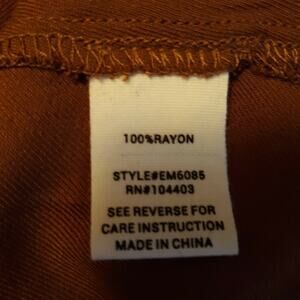 100%RAYON
STYLE#EM6085
RN#104403
SEE REVERSE FOR
CARE INSTRUCTION
MADE IN CHINA